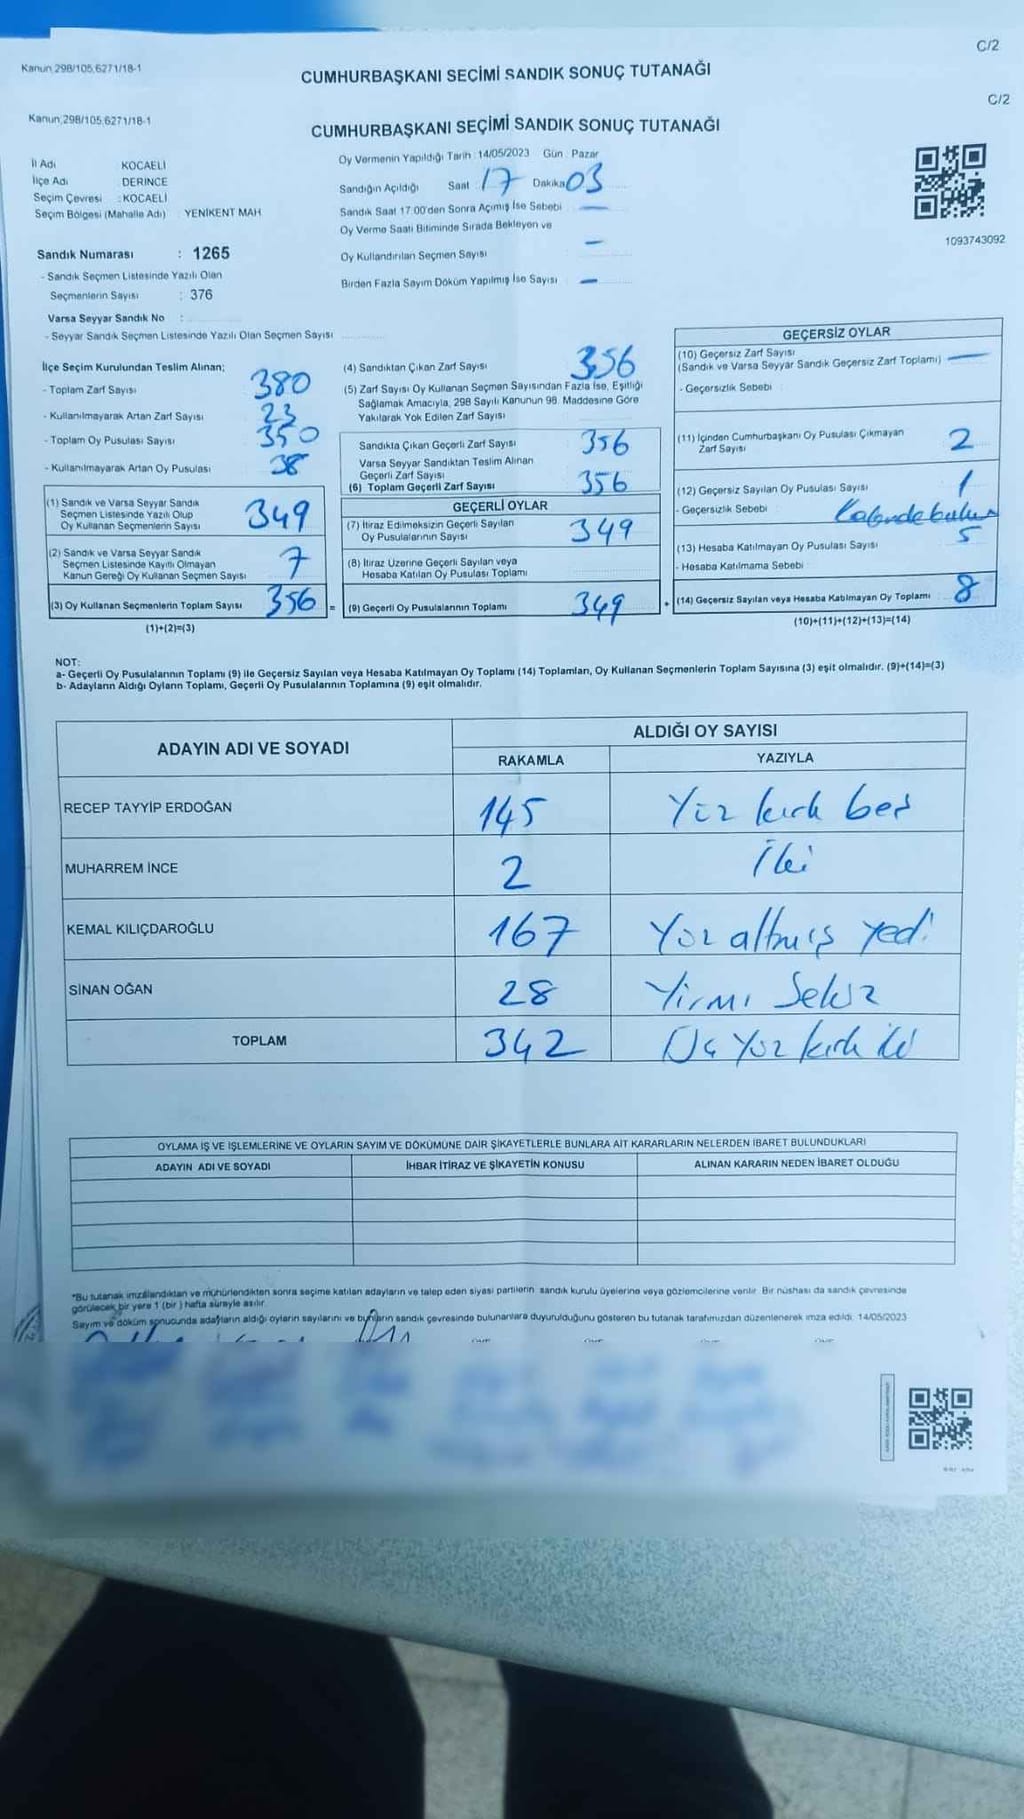 C/2
Kanun,298/105,6271/18-1
CUMHURBAŞKANI SEÇİMİ SANDIK SONUÇ TUTANAĞI
C/2
Kanun,298/105,6271/18-1
CUMHURBAŞKANI SEÇİMİ SANDIK SONUÇ TUTANAĞI
İl Adı KOCAELİ
İlçe Adı DERİNCE
Seçim Çevresi : KOCAELİ
Seçim Bölgesi (Mahalle Adı) YENİKENT MAH
Oy Vermenin Yapıldığı Tarih : 14/05/2023 Gün : Pazar
Sandığın Açıldığı Saat 17 Dakika 03
Sandık Saat 17:00'den Sonra Açmış İse Sebebi —
Oy Verme Saati Bitiminde Sırada Bekleyen ve
Oy Kullandırılan Seçmen Sayısı —
Birden Fazla Sayım Döküm Yapılmış İse Sayısı —
1093743092
Sandık Numarası : 1265
- Sandık Seçmen Listesinde Yazılı Olan
Seçmenlerin Sayısı : 376
Varsa Seyyar Sandık No :
- Seyyar Sandık Seçmen Listesinde Yazılı Olan Seçmen Sayısı
İlçe Seçim Kurulundan Teslim Alınan;
- Toplam Zarf Sayısı 380
- Kullanılmayarak Artan Zarf Sayısı 23
- Toplam Oy Pusulası Sayısı 350
- Kullanılmayarak Artan Oy Pusulası 38
(1) Sandık ve Varsa Seyyar Sandık
Seçmen Listesinde Yazılı Olup
Oy Kullanan Seçmenlerin Sayısı 349
(2) Sandık ve Varsa Seyyar Sandık
Seçmen Listesinde Kayıtlı Olmayan
Kanun Gereği Oy Kullanan Seçmen Sayısı 7
(3) Oy Kullanan Seçmenlerin Toplam Sayısı 356 =
(1)+(2)=(3)
(4) Sandıktan Çıkan Zarf Sayısı 356
(5) Zarf Sayısı Oy Kullanan Seçmen Sayısından Fazla İse, Eşitliği
Sağlamak Amacıyla, 298 Sayılı Kanunun 98. Maddesine Göre
Yakılarak Yok Edilen Zarf Sayısı
Sandıkta Çıkan Geçerli Zarf Sayısı 356
Varsa Seyyar Sandıktan Teslim Alınan
Geçerli Zarf Sayısı
(6) Toplam Geçerli Zarf Sayısı 356
GEÇERLİ OYLAR
(7) İtiraz Edilmeksizin Geçerli Sayılan
Oy Pusulalarının Sayısı 349
(8) İtiraz Üzerine Geçerli Sayılan veya
Hesaba Katılan Oy Pusulası Toplamı
(9) Geçerli Oy Pusulalarının Toplamı 349 +
GEÇERSİZ OYLAR
(10) Geçersiz Zarf Sayısı
(Sandık ve Varsa Seyyar Sandık Geçersiz Zarf Toplamı) —
- Geçersizlik Sebebi
(11) İçinden Cumhurbaşkanı Oy Pusulası Çıkmayan
Zarf Sayısı 2
(12) Geçersiz Sayılan Oy Pusulası Sayısı 1
- Geçersizlik Sebebi
(13) Hesaba Katılmayan Oy Pusulası Sayısı 5
- Hesaba Katılmama Sebebi
(14) Geçersiz Sayılan veya Hesaba Katılmayan Oy Toplamı 8
(10)+(11)+(12)+(13)=(14)
NOT:
a- Geçerli Oy Pusulalarının Toplamı (9) ile Geçersiz Sayılan veya Hesaba Katılmayan Oy Toplamı (14) Toplamları, Oy Kullanan Seçmenlerin Toplam Sayısına (3) eşit olmalıdır. (9)+(14)=(3)
b- Adayların Aldığı Oyların Toplamı, Geçerli Oy Pusulalarının Toplamına (9) eşit olmalıdır.
ADAYIN ADI VE SOYADI
ALDIĞI OY SAYISI
RAKAMLA YAZIYLA
RECEP TAYYİP ERDOĞAN 145 Yüz kırk beş
MUHARREM İNCE 2 İki
KEMAL KILIÇDAROĞLU 167 Yüz altmış yedi
SİNAN OĞAN 28 Yirmi Sekiz
TOPLAM 342 Üç Yüz kırk iki
OYLAMA İŞ VE İŞLEMLERİNE VE OYLARIN SAYIM VE DÖKÜMÜNE DAİR ŞİKAYETLERLE BUNLARA AİT KARARLARIN NELERDEN İBARET BULUNDUKLARI
ADAYIN ADI VE SOYADI İHBAR İTİRAZ VE ŞİKAYETİN KONUSU ALINAN KARARIN NEDEN İBARET OLDUĞU
*Bu tutanak imzalandıktan ve mühürlendikten sonra seçime katılan adayların ve talep eden siyasi partilerin sandık kurulu üyelerine veya gözlemcilerine verilir. Bir nüshası da sandık çevresinde
görülecek bir yere 1 (bir ) hafta süreyle asılır.
Sayım ve döküm sonucunda adayların aldığı oyların sayılarını ve bunların sandık çevresinde bulunanlara duyurulduğunu gösteren bu tutanak tarafımızdan düzenlenerek imza edildi. 14/05/2023